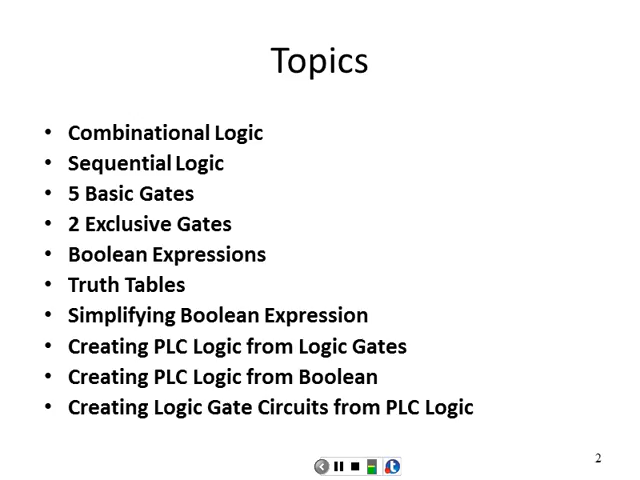 Topics
• Combinational Logic
• Sequential Logic
• 5 Basic Gates
• 2 Exclusive Gates
• Boolean Expressions
• Truth Tables
• Simplifying Boolean Expression
• Creating PLC Logic from Logic Gates
• Creating PLC Logic from Boolean
• Creating Logic Gate Circuits from PLC Logic
2